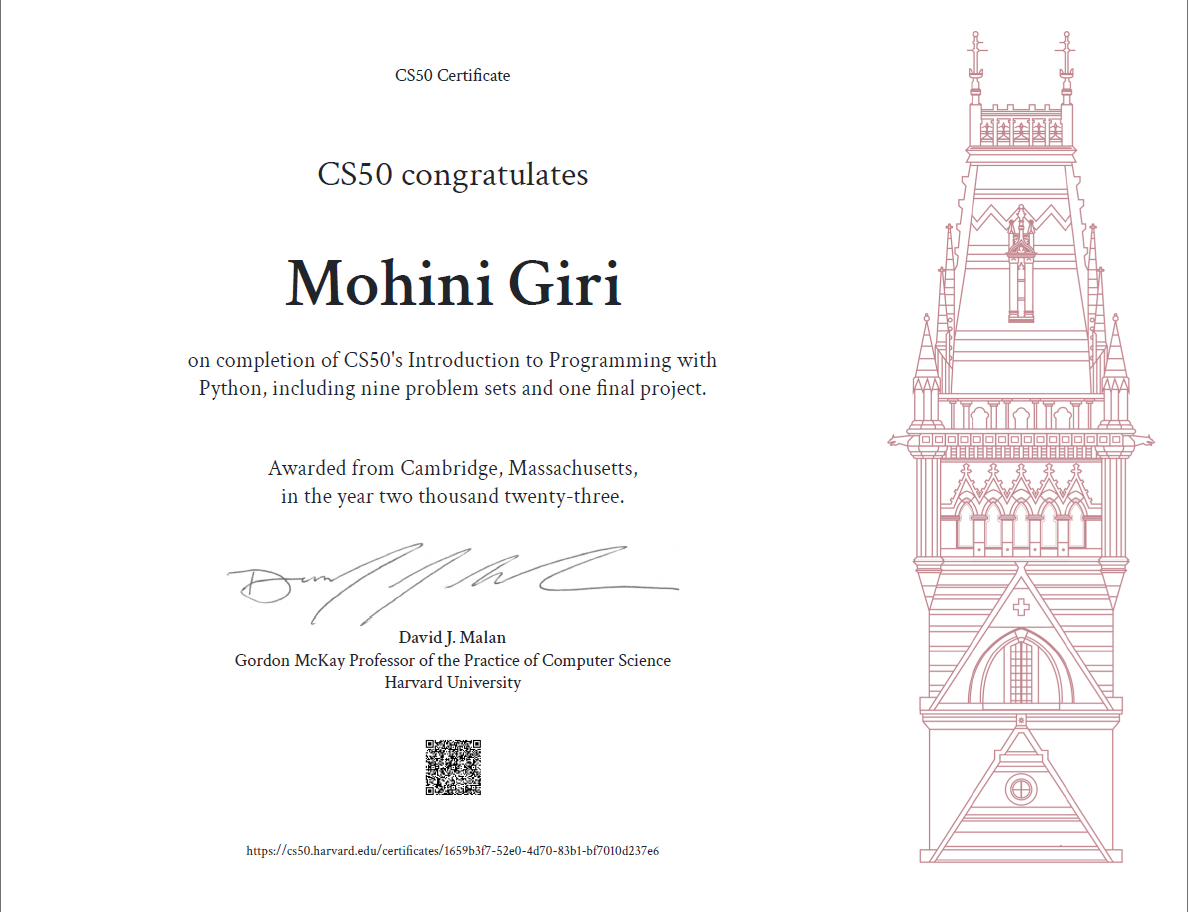 CS50 Certificate
CS50 congratulates
Mohini Giri
on completion of CS50's Introduction to Programming with
Python, including nine problem sets and one final project.
Awarded from Cambridge, Massachusetts,
in the year two thousand twenty-three.
David J. Malan
Gordon McKay Professor of the Practice of Computer Science
Harvard University
https://cs50.harvard.edu/certificates/1659b3f7-52e0-4d70-83b1-bf7010d237e6